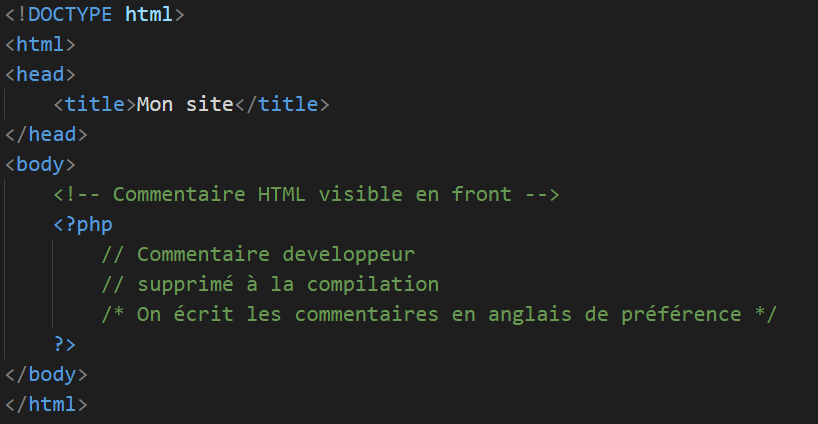 <!DOCTYPE html>
<html>
<head>
    <title>Mon site</title>
</head>
<body>
    <!-- Commentaire HTML visible en front -->
    <?php
        // Commentaire developpeur
        // supprimé à la compilation
        /* On écrit les commentaires en anglais de préférence */
    ?>
</body>
</html>